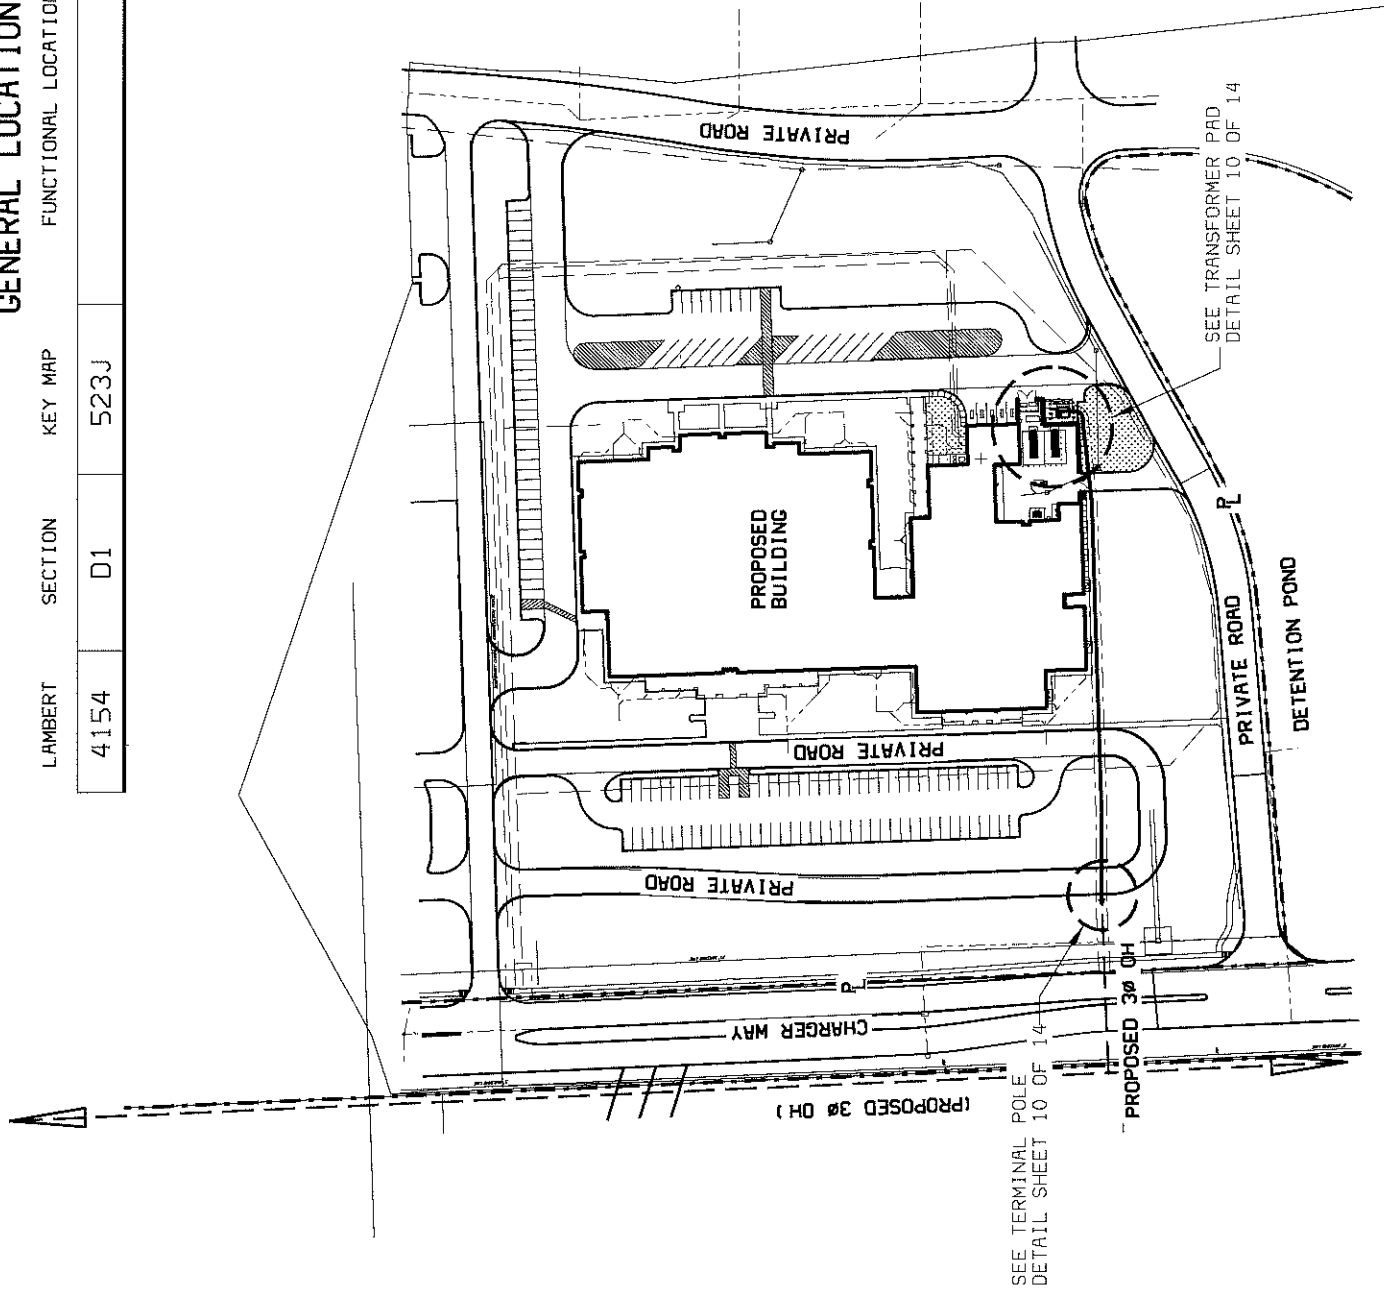 GENERAL LOCATION
LAMBERT
SECTION
KEY MAP
FUNCTIONAL LOCATION
4154
D1
523J
PRIVATE ROAD
SEE TRANSFORMER PAD
DETAIL SHEET 10 OF 14
PROPOSED
BUILDING
PRIVATE ROAD
PRIVATE ROAD
PRIVATE ROAD
DETENTION POND
PL
PL
CHARGER WAY
(PROPOSED 3Ø OH)
PROPOSED 3Ø OH
SEE TERMINAL POLE
DETAIL SHEET 10 OF 14